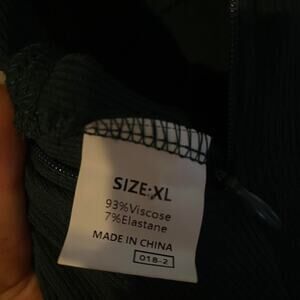 SIZE:XL
93%Viscose
7%Elastane
MADE IN CHINA
018-2